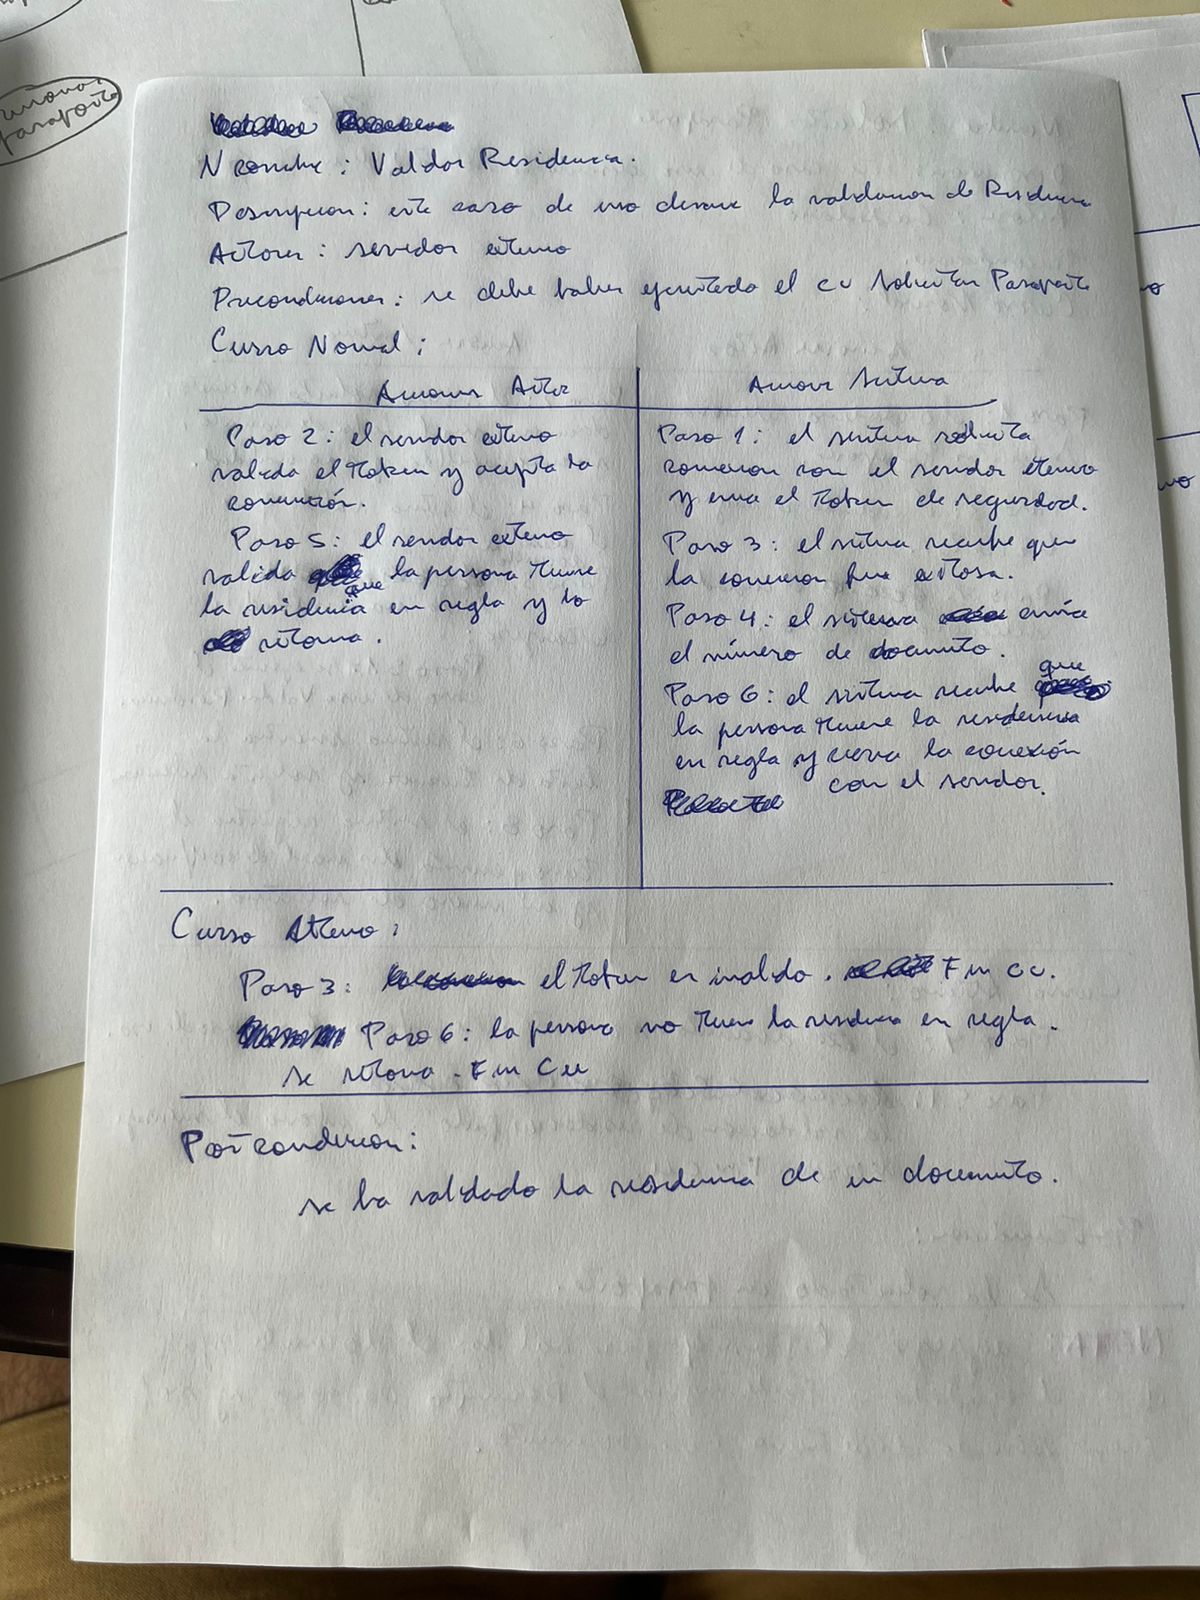 Nombre : Validar Residencia.
Descripcion : este caso de uso describe la validacion de Residencia
Actores : servidor externo
Precondiciones : se debe haber ejecutado el cu solicitar Pasaporte
Curso Normal :
Acciones Actor
Acciones Sistema
Paso 2 : el servidor externo
valida el Token y acepta la
conexión.
Paso 5 : el servidor externo
valida que la persona tiene
la residencia en regla y lo
retorna.
Paso 1 : el sistema solicita
conexion con el servidor externo
y envia el Token de seguridad.
Paso 3 : el sistema recibe que
la conexion fue exitosa.
Paso 4 : el sistema envía
el número de documento.
Paso 6 : el sistema recibe que
la persona tiene la residencia
en regla y cierra la conexión
con el servidor.
Curso Alterno :
Paso 3 : el Token es invalido. Fin CU.
Paso 6 : la persona no tiene la residencia en regla.
se retorna. Fin CU
Postcondicion :
se ha validado la residencia de un documento.
pasaporte